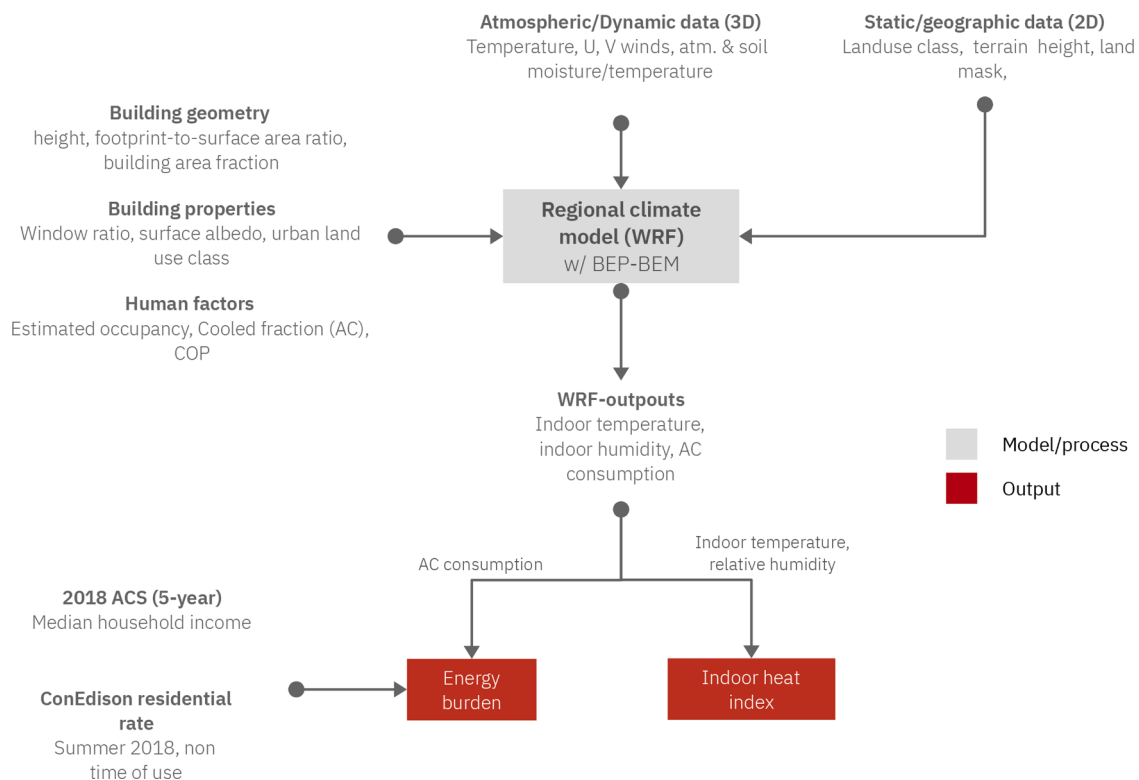 Atmospheric/Dynamic data (3D)
Temperature, U, V winds, atm. & soil
moisture/temperature
Static/geographic data (2D)
Landuse class,  terrain height, land
mask,
Building geometry
height, footprint-to-surface area ratio,
building area fraction
Building properties
Window ratio, surface albedo, urban land
use class
Human factors
Estimated occupancy, Cooled fraction (AC),
COP
Regional climate
model (WRF)
w/ BEP-BEM
WRF-outpouts
Indoor temperature,
indoor humidity, AC
consumption
Model/process
Output
AC consumption
Indoor temperature,
relative humidity
2018 ACS (5-year)
Median household income
ConEdison residential
rate
Summer 2018, non
time of use
Energy
burden
Indoor heat
index